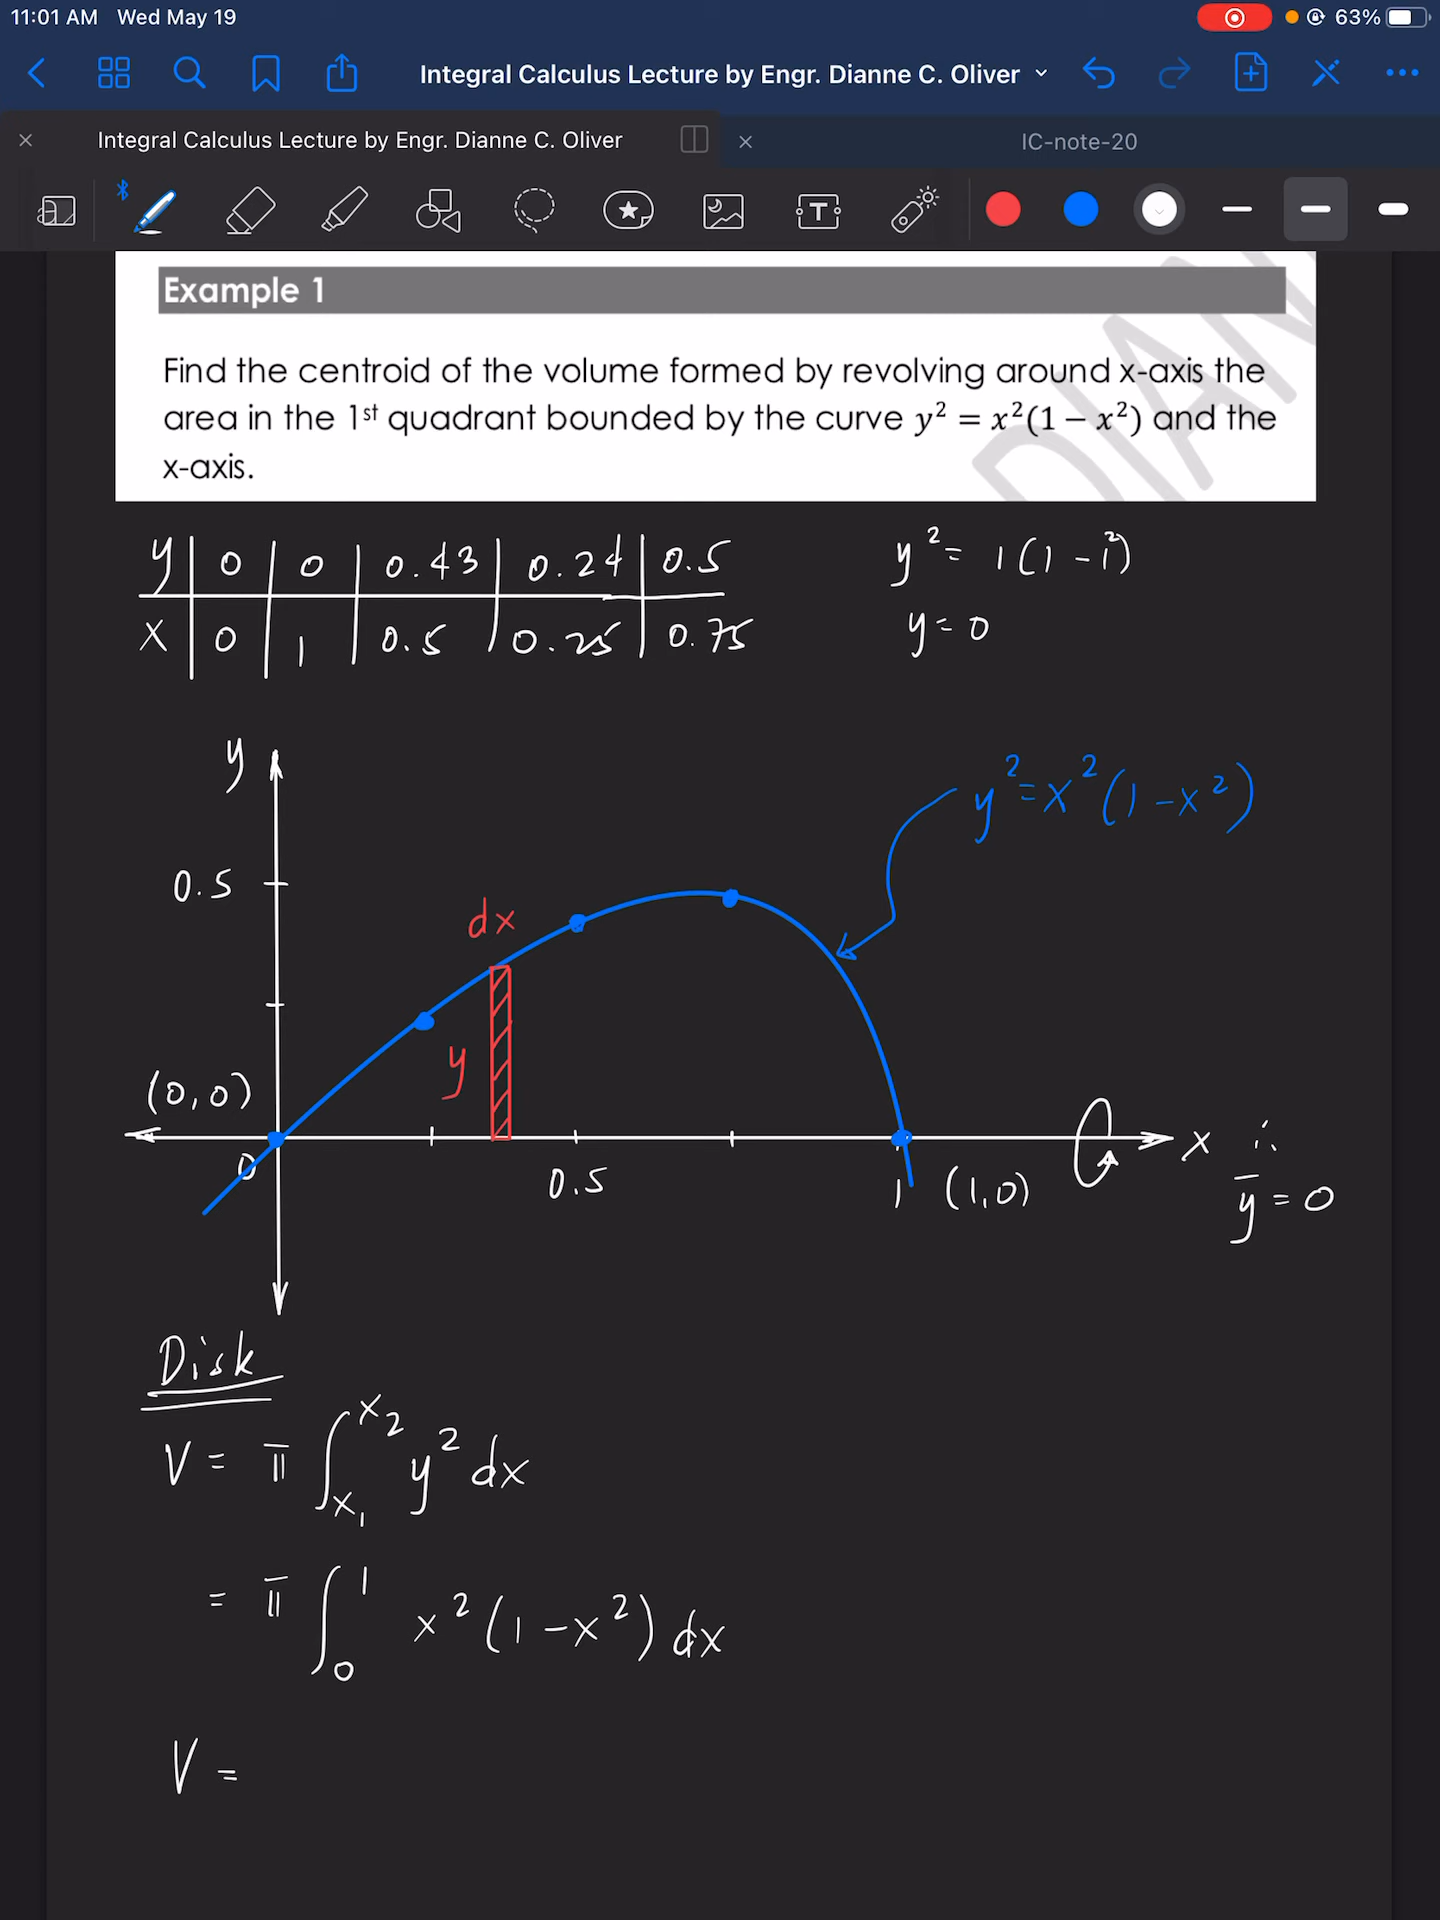 11:01 AM Wed May 19
63%
Integral Calculus Lecture by Engr. Dianne C. Oliver
Integral Calculus Lecture by Engr. Dianne C. Oliver
IC-note-20
T
Example 1
DIAN
Find the centroid of the volume formed by revolving around x-axis the
area in the 1st quadrant bounded by the curve y² = x²(1 − x²) and the
x-axis.
y | 0 | 0 | 0.43 | 0.24 | 0.5
x | 0 | 1 | 0.5 | 0.25 | 0.75
y² = 1(1 - 1²)
y = 0
y
y² = x²(1 - x²)
0.5
dx
y
(0,0)
0
0.5
1 (1,0)
x ∴
ȳ = 0
Disk
V = π ∫_{x₁}^{x₂} y² dx
= π ∫₀¹ x²(1 - x²) dx
V =